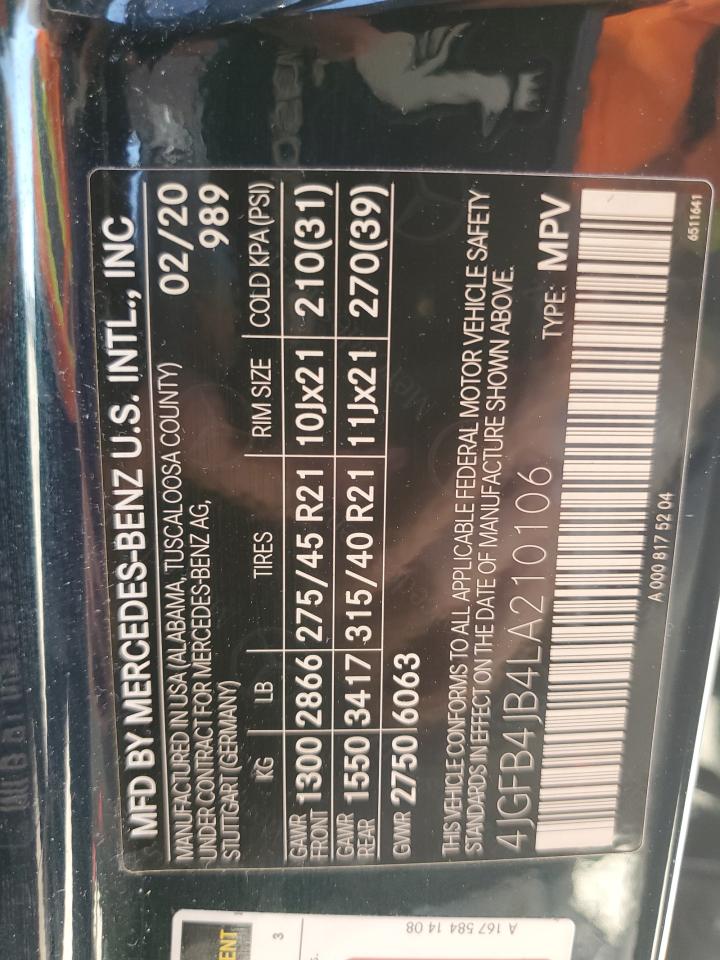 MFD BY MERCEDES-BENZ U.S. INTL., INC
MANUFACTURED IN USA (ALABAMA, TUSCALOOSA COUNTY) 02/20
UNDER CONTRACT FOR MERCEDES-BENZ AG, 989
STUTTGART (GERMANY)
KG LB TIRES RIM SIZE COLD KPA (PSI)
GAWR FRONT 1300 2866 275/45 R21 10Jx21 210(31)
GAWR REAR 1550 3417 315/40 R21 11Jx21 270(39)
GVWR 2750 6063
THIS VEHICLE CONFORMS TO ALL APPLICABLE FEDERAL MOTOR VEHICLE SAFETY
STANDARDS IN EFFECT ON THE DATE OF MANUFACTURE SHOWN ABOVE.
4JGFB4JB4LA210106 TYPE: MPV
A 000 817 52 04 6511641
A 167 584 14 08
3